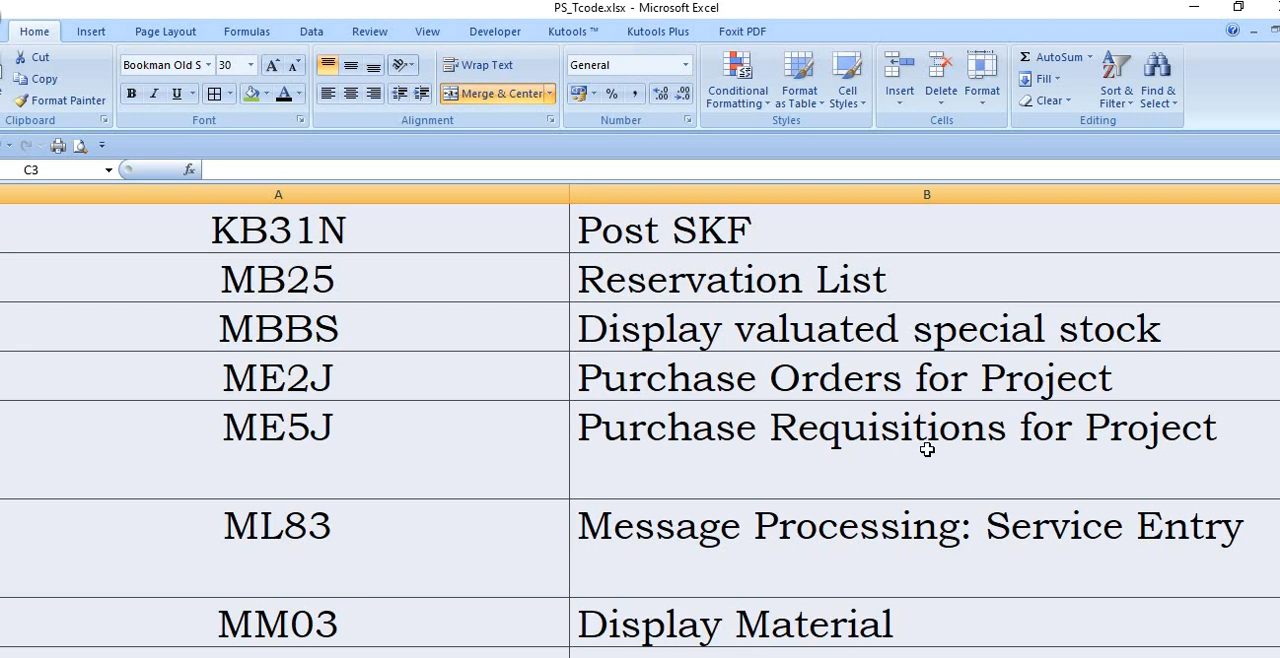 PS_Tcode.xlsx - Microsoft Excel
Home Insert Page Layout Formulas Data Review View Developer Kutools ™ Kutools Plus Foxit PDF
Cut
Copy
Format Painter
Clipboard
Bookman Old S 30 A A
B I U A
Font
Wrap Text
Merge & Center
Alignment
General
% , .0 .00 .00 .0
Number
Conditional Formatting
Format as Table
Cell Styles
Styles
Insert Delete Format
Cells
Σ AutoSum
Fill
Clear
Sort & Filter
Find & Select
Editing
C3 fx
A B
KB31N Post SKF
MB25 Reservation List
MBBS Display valuated special stock
ME2J Purchase Orders for Project
ME5J Purchase Requisitions for Project
ML83 Message Processing: Service Entry
MM03 Display Material